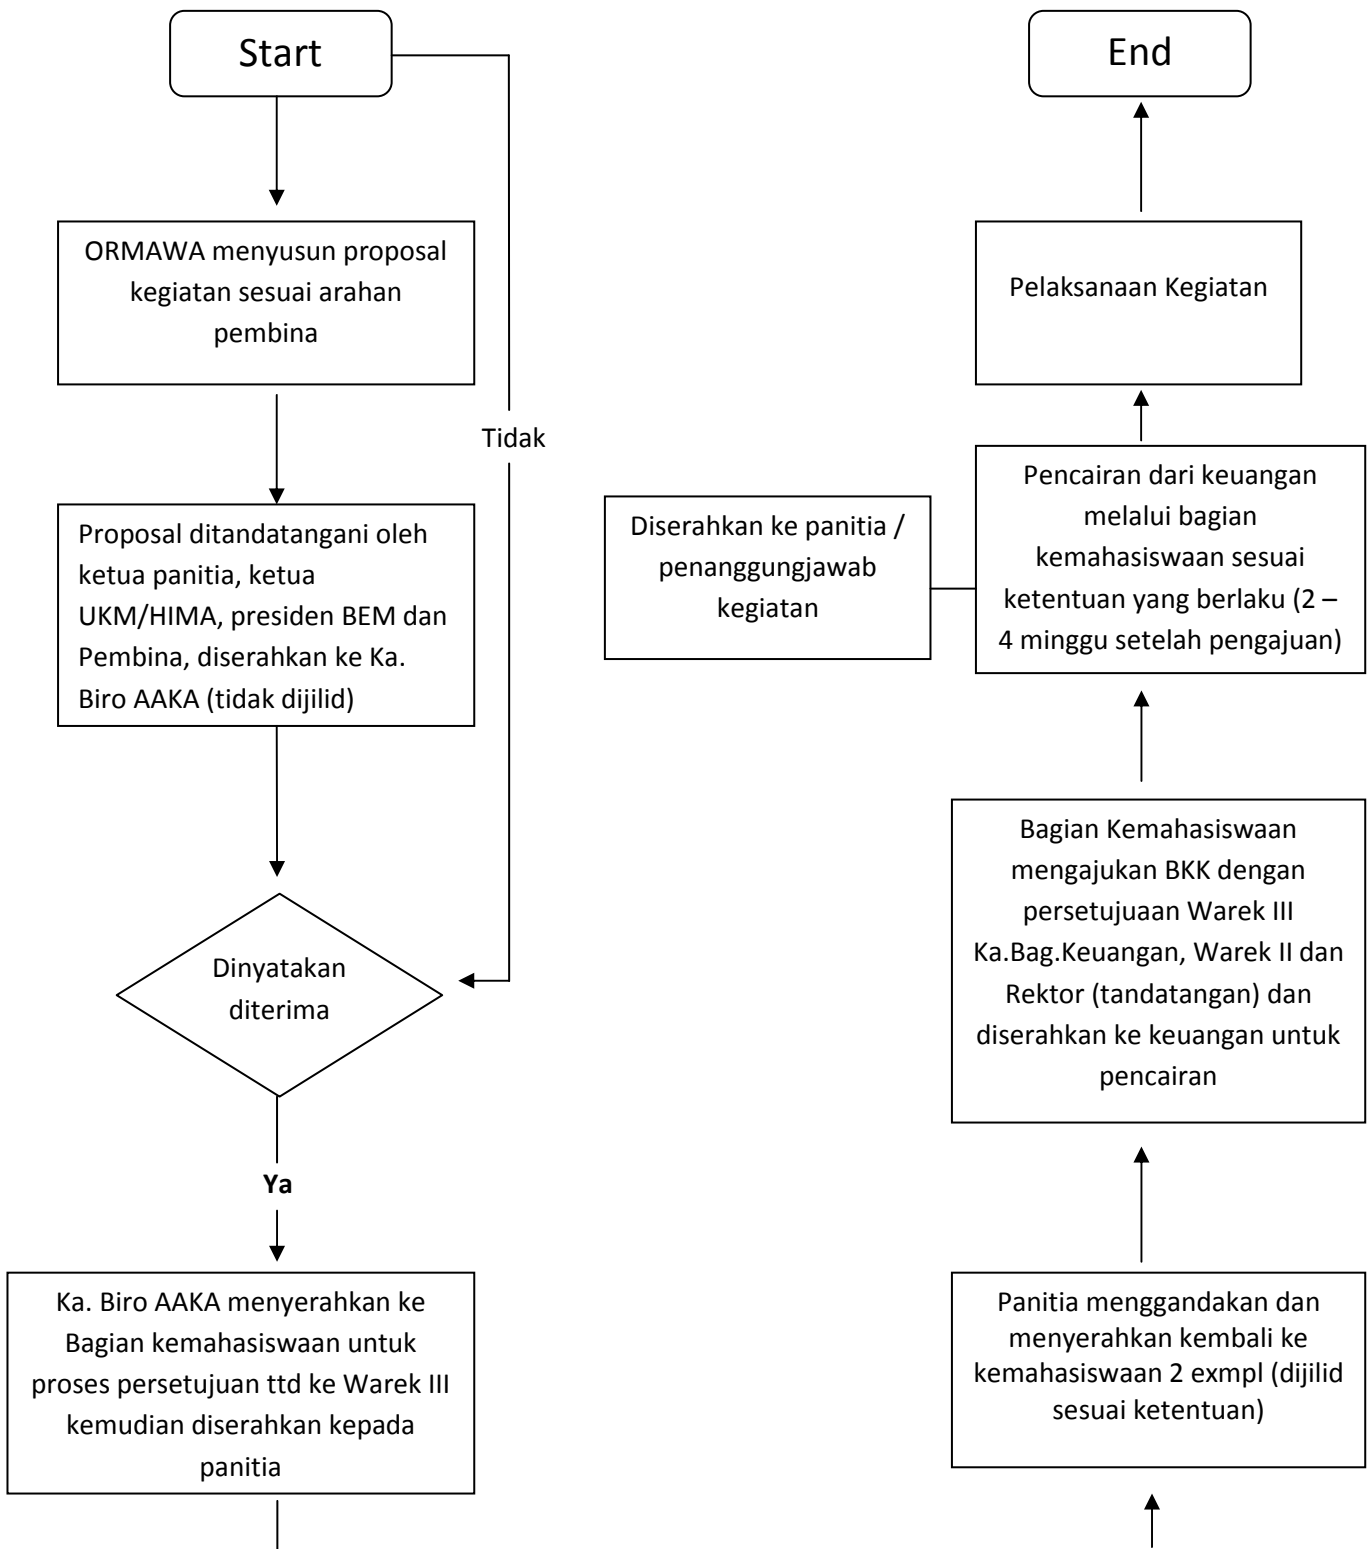 Start
ORMAWA menyusun proposal
kegiatan sesuai arahan
pembina
Tidak
Proposal ditandatangani oleh
ketua panitia, ketua
UKM/HIMA, presiden BEM dan
Pembina, diserahkan ke Ka.
Biro AAKA (tidak dijilid)
Dinyatakan
diterima
Ya
Ka. Biro AAKA menyerahkan ke
Bagian kemahasiswaan untuk
proses persetujuan ttd ke Warek III
kemudian diserahkan kepada
panitia
End
Pelaksanaan Kegiatan
Pencairan dari keuangan
melalui bagian
kemahasiswaan sesuai
ketentuan yang berlaku (2 –
4 minggu setelah pengajuan)
Diserahkan ke panitia /
penanggungjawab
kegiatan
Bagian Kemahasiswaan
mengajukan BKK dengan
persetujuaan Warek III
Ka.Bag.Keuangan, Warek II dan
Rektor (tandatangan) dan
diserahkan ke keuangan untuk
pencairan
Panitia menggandakan dan
menyerahkan kembali ke
kemahasiswaan 2 exmpl (dijilid
sesuai ketentuan)